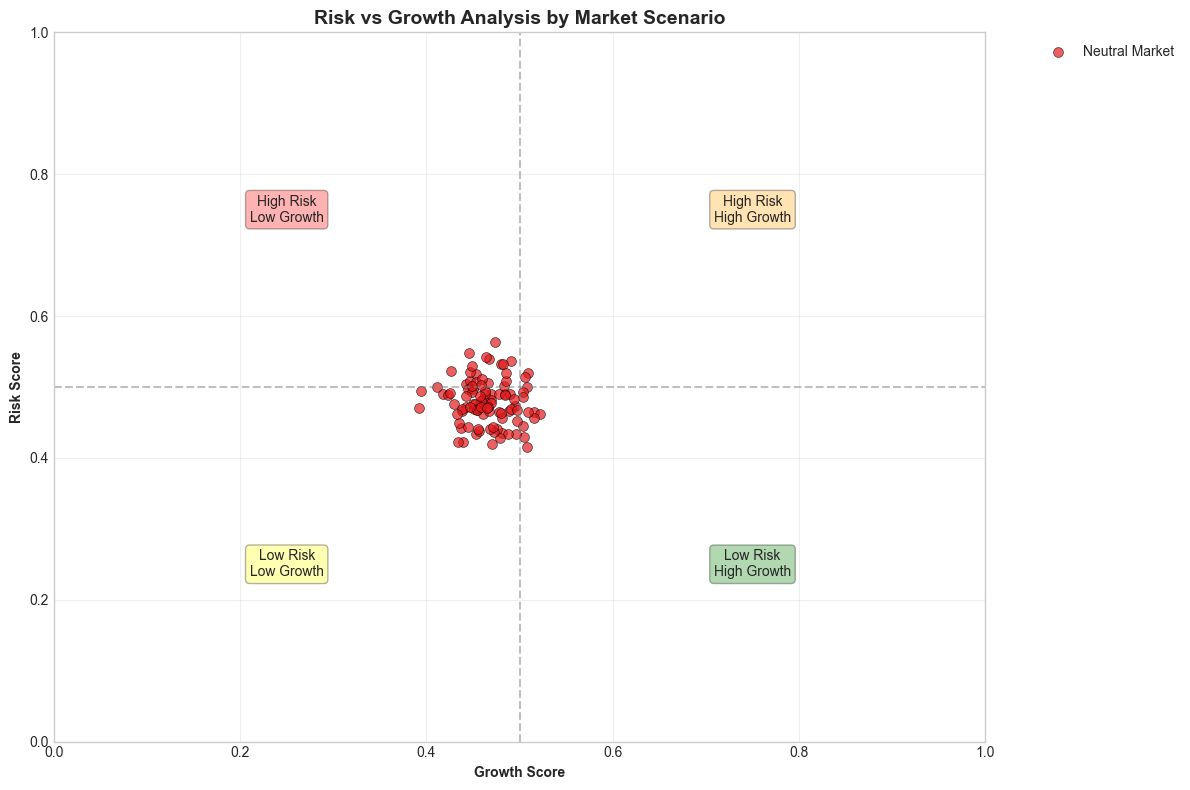 Risk vs Growth Analysis by Market Scenario
Neutral Market
1.0
0.8
0.6
0.4
0.2
0.0
Risk Score
High Risk
Low Growth
High Risk
High Growth
Low Risk
Low Growth
Low Risk
High Growth
0.0 0.2 0.4 0.6 0.8 1.0
Growth Score